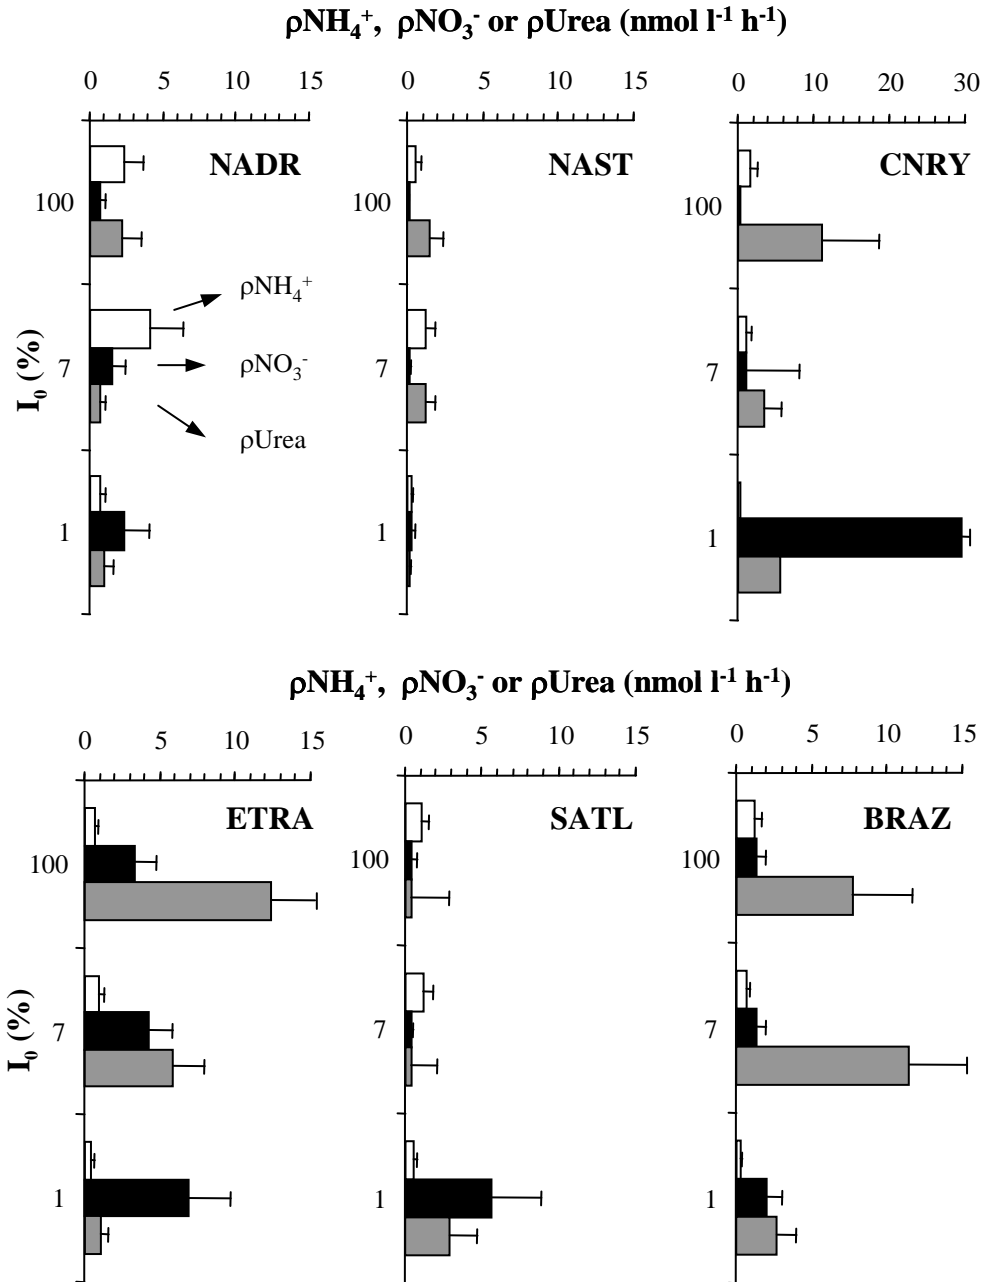 ρNH₄⁺, ρNO₃⁻ or ρUrea (nmol l⁻¹ h⁻¹)
0 5 10 15 0 5 10 15 0 10 20 30
NADR NAST CNRY
100 100 100
ρNH₄⁺
I₀ (%) 7 ρNO₃⁻ 7 7
ρUrea
1 1 1
ρNH₄⁺, ρNO₃⁻ or ρUrea (nmol l⁻¹ h⁻¹)
0 5 10 15 0 5 10 15 0 5 10 15
ETRA SATL BRAZ
100 100 100
I₀ (%) 7 7 7
1 1 1